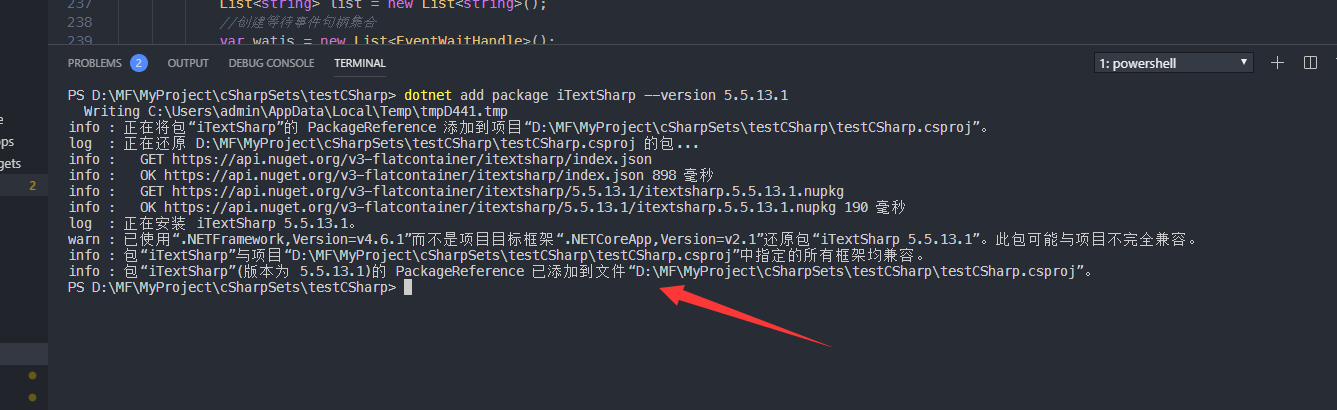 237 List<string> list = new List<string>();
238 //创建等待事件句柄集合
239 var watis = new List<EventWaitHandle>();
PROBLEMS 2 OUTPUT DEBUG CONSOLE TERMINAL 1: powershell
PS D:\MF\MyProject\cSharpSets\testCSharp> dotnet add package iTextSharp --version 5.5.13.1
Writing C:\Users\admin\AppData\Local\Temp\tmpD441.tmp
info : 正在将包“iTextSharp”的 PackageReference 添加到项目“D:\MF\MyProject\cSharpSets\testCSharp\testCSharp.csproj”。
log : 正在还原 D:\MF\MyProject\cSharpSets\testCSharp\testCSharp.csproj 的包...
info : GET https://api.nuget.org/v3-flatcontainer/itextsharp/index.json
info : OK https://api.nuget.org/v3-flatcontainer/itextsharp/index.json 898 毫秒
info : GET https://api.nuget.org/v3-flatcontainer/itextsharp/5.5.13.1/itextsharp.5.5.13.1.nupkg
info : OK https://api.nuget.org/v3-flatcontainer/itextsharp/5.5.13.1/itextsharp.5.5.13.1.nupkg 190 毫秒
log : 正在安装 iTextSharp 5.5.13.1。
warn : 已使用“.NETFramework,Version=v4.6.1”而不是项目目标框架“.NETCoreApp,Version=v2.1”还原包“iTextSharp 5.5.13.1”。此包可能与项目不完全兼容。
info : 包“iTextSharp”与项目“D:\MF\MyProject\cSharpSets\testCSharp\testCSharp.csproj”中指定的所有框架均兼容。
info : 包“iTextSharp”(版本为 5.5.13.1)的 PackageReference 已添加到文件“D:\MF\MyProject\cSharpSets\testCSharp\testCSharp.csproj”。
PS D:\MF\MyProject\cSharpSets\testCSharp>
e
ps
gets
2